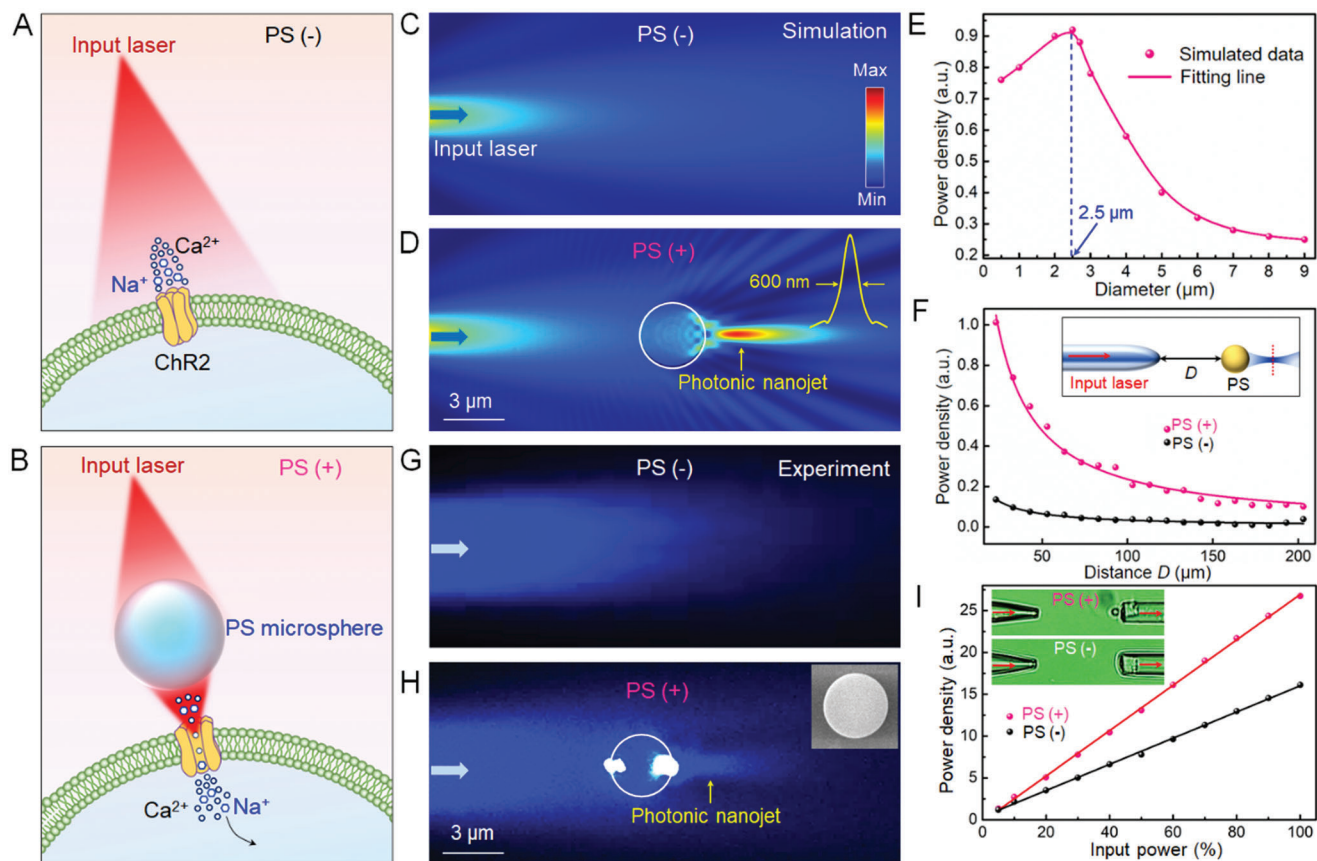 A
Input laser
PS (-)
Ca²⁺
Na⁺
ChR2
B
Input laser
PS (+)
PS microsphere
Ca²⁺
Na⁺
C
PS (-)
Simulation
Max
Min
Input laser
D
PS (+)
600 nm
Photonic nanojet
3 µm
G
PS (-)
Experiment
H
PS (+)
Photonic nanojet
3 µm
E
Power density (a.u.)
0.9
0.8
0.7
0.6
0.5
0.4
0.3
0.2
Simulated data
Fitting line
2.5 µm
0 1 2 3 4 5 6 7 8 9
Diameter (µm)
F
Power density (a.u.)
1.0
0.8
0.6
0.4
0.2
0.0
Input laser
D
PS
PS (+)
PS (-)
50 100 150 200
Distance D (µm)
I
Power density (a.u.)
25
20
15
10
5
0
PS (+)
PS (-)
PS (+)
PS (-)
20 40 60 80 100
Input power (%)